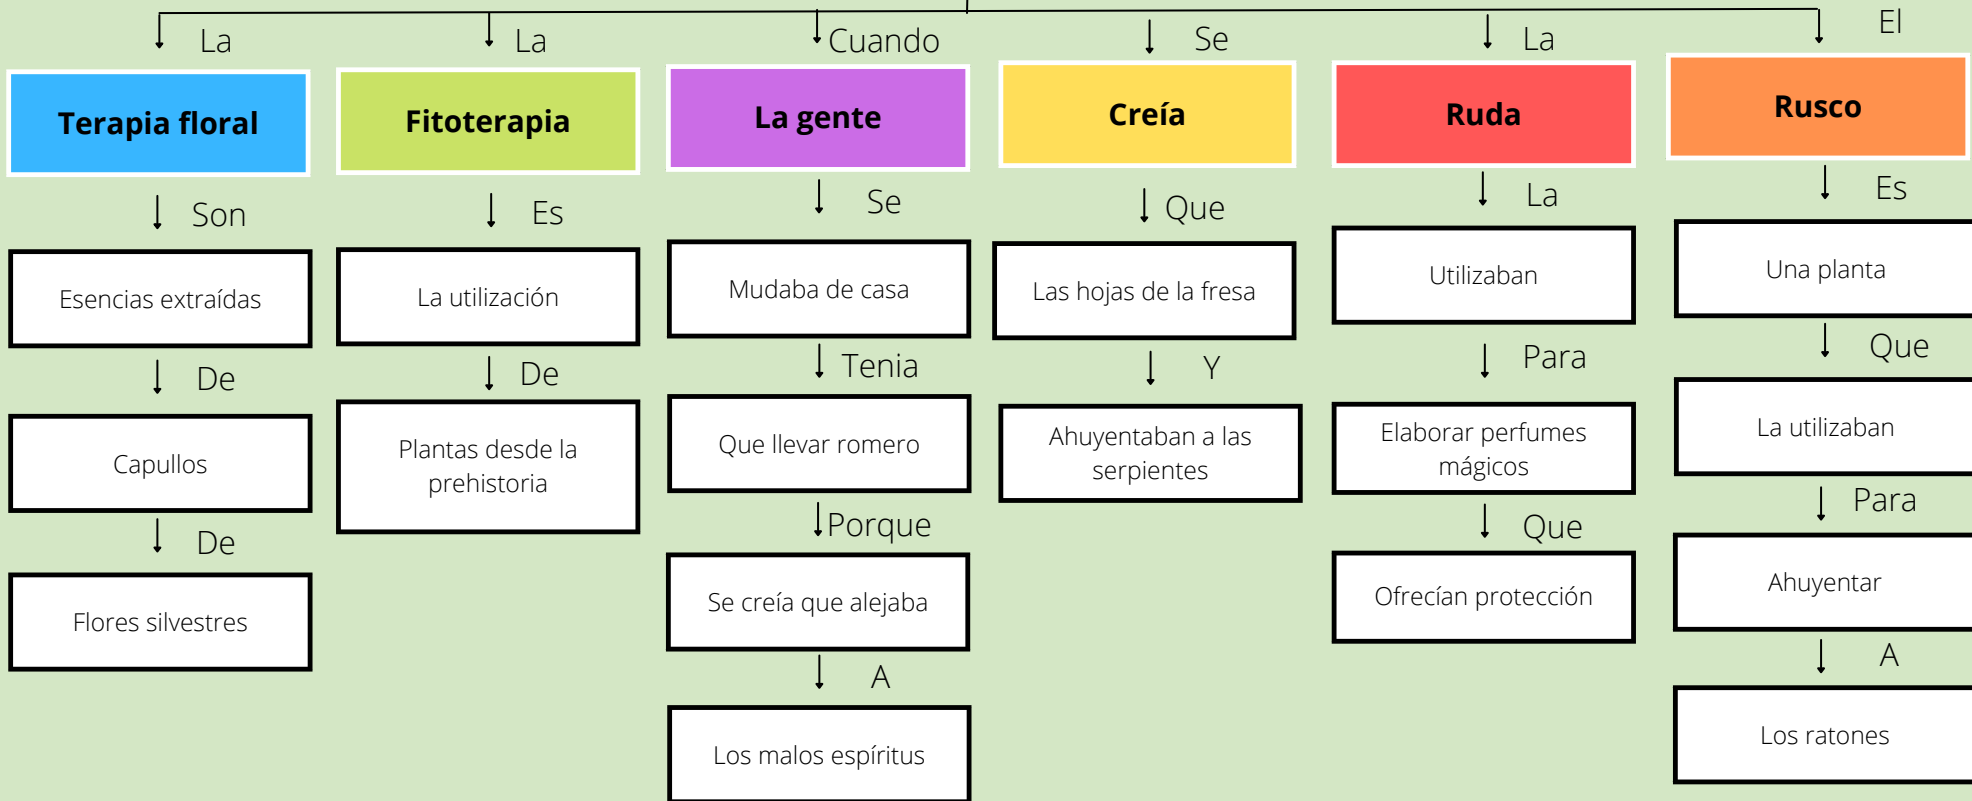 La
Terapia floral
Son
Esencias extraídas
De
Capullos
De
Flores silvestres
La
Fitoterapia
Es
La utilización
De
Plantas desde la
prehistoria
Cuando
La gente
Se
Mudaba de casa
Tenia
Que llevar romero
Porque
Se creía que alejaba
A
Los malos espíritus
Se
Creía
Que
Las hojas de la fresa
Y
Ahuyentaban a las
serpientes
La
Ruda
La
Utilizaban
Para
Elaborar perfumes
mágicos
Que
Ofrecían protección
El
Rusco
Es
Una planta
Que
La utilizaban
Para
Ahuyentar
A
Los ratones